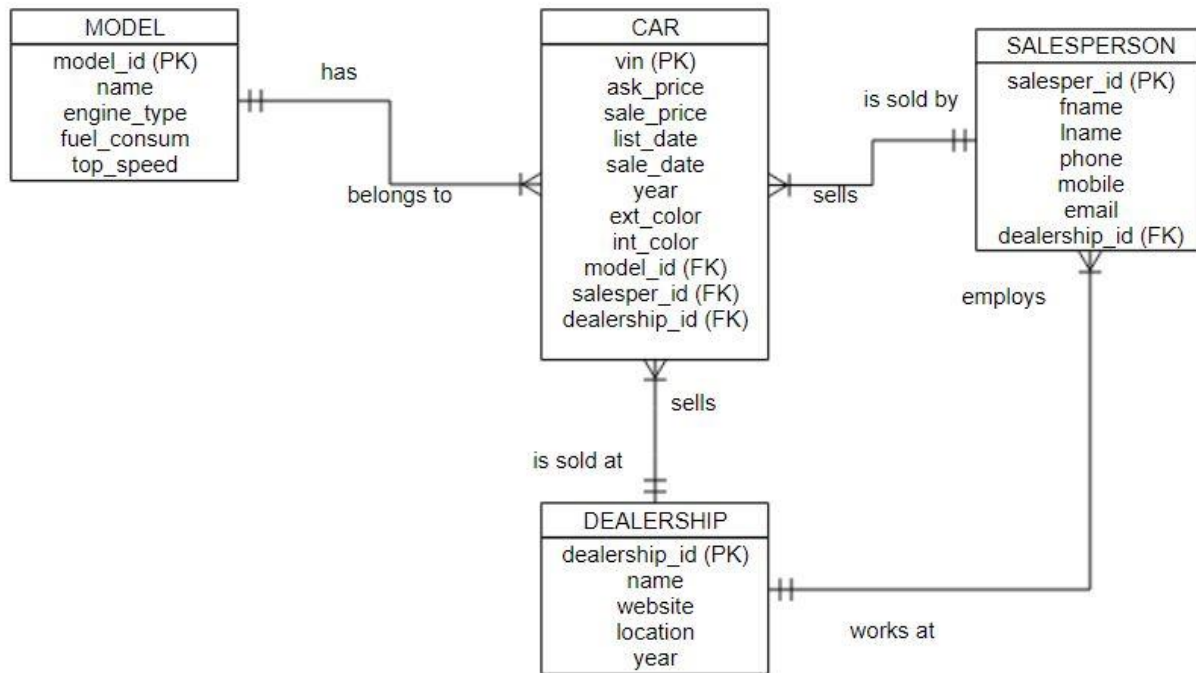 MODEL
model_id (PK)
name
engine_type
fuel_consum
top_speed
has
belongs to
CAR
vin (PK)
ask_price
sale_price
list_date
sale_date
year
ext_color
int_color
model_id (FK)
salesper_id (FK)
dealership_id (FK)
is sold by
sells
SALESPERSON
salesper_id (PK)
fname
lname
phone
mobile
email
dealership_id (FK)
employs
sells
is sold at
DEALERSHIP
dealership_id (PK)
name
website
location
year
works at